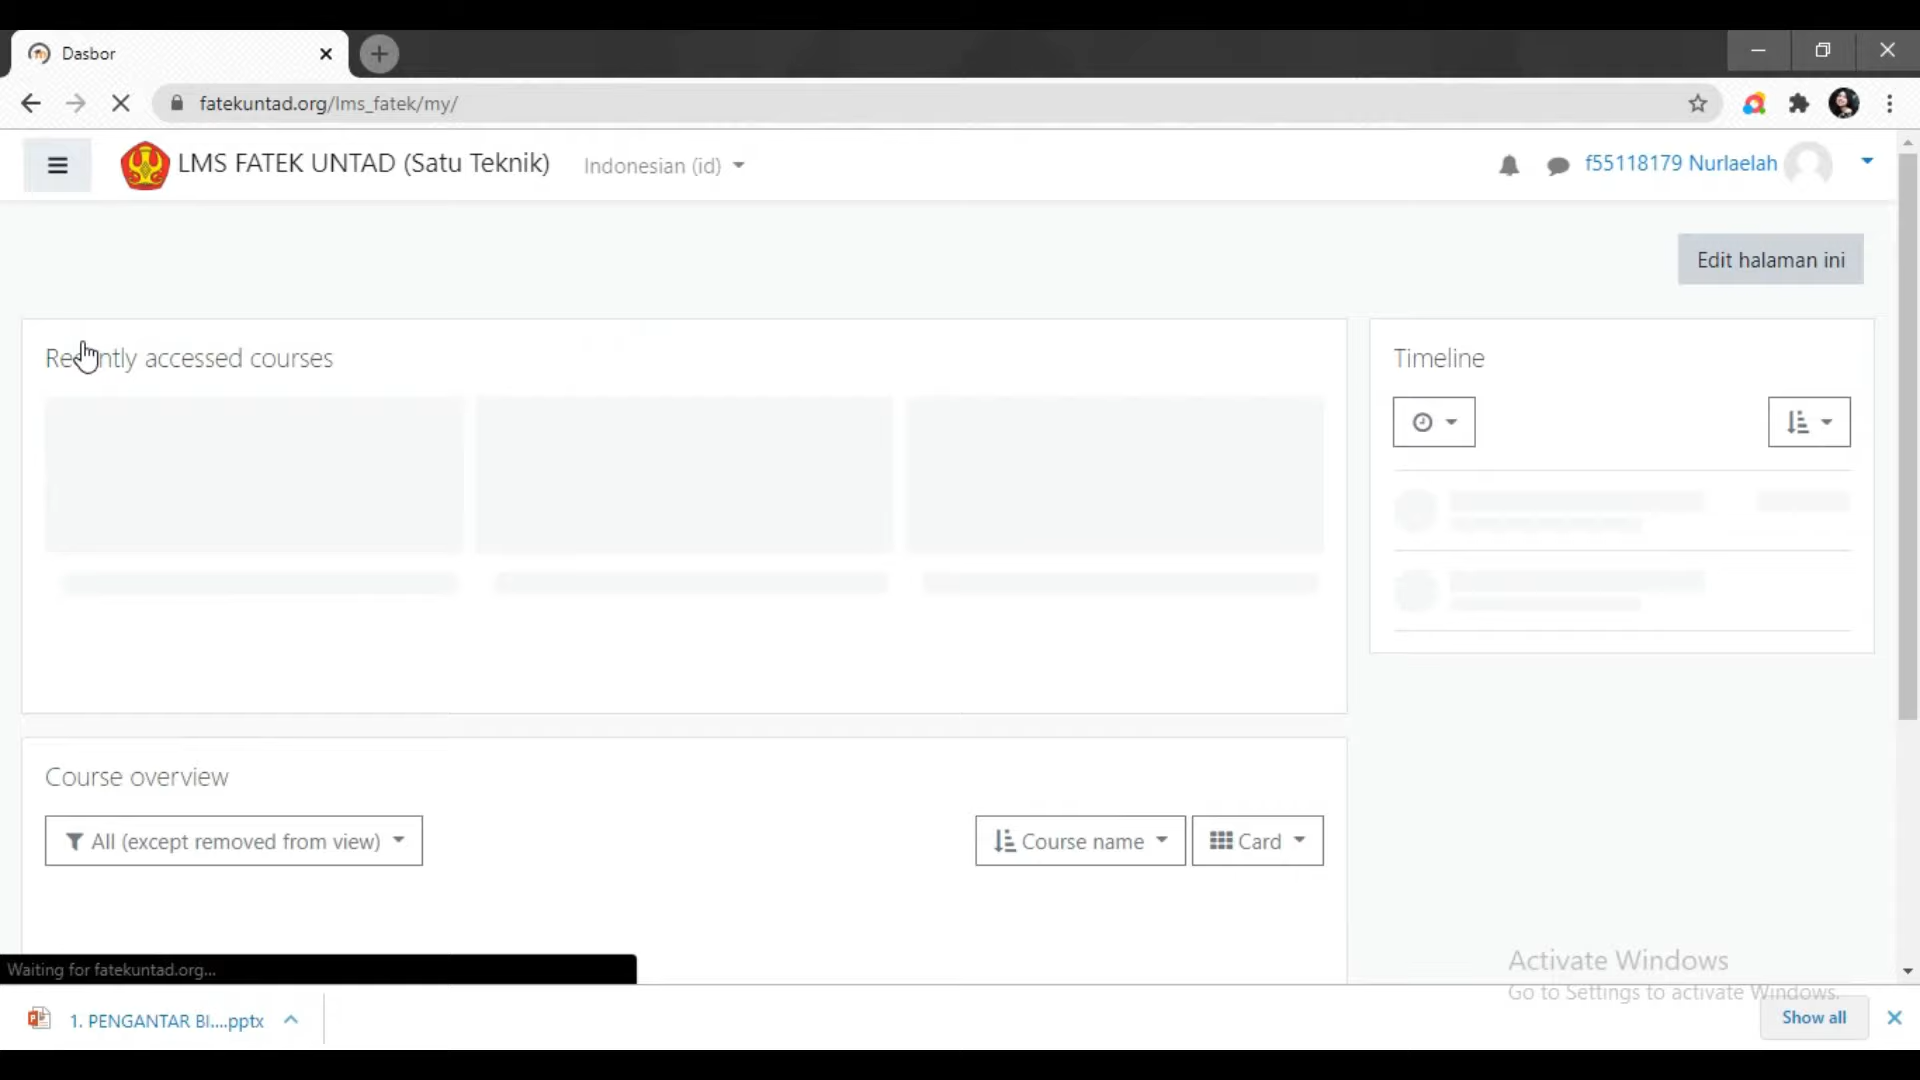 Dasbor
fatekuntad.org/lms_fatek/my/
LMS FATEK UNTAD (Satu Teknik)
Indonesian (id)
f55118179 Nurlaelah
Edit halaman ini
Recently accessed courses
Timeline
Course overview
All (except removed from view)
Course name
Card
Waiting for fatekuntad.org...
Activate Windows
Go to Settings to activate Windows.
1. PENGANTAR BI....pptx
Show all